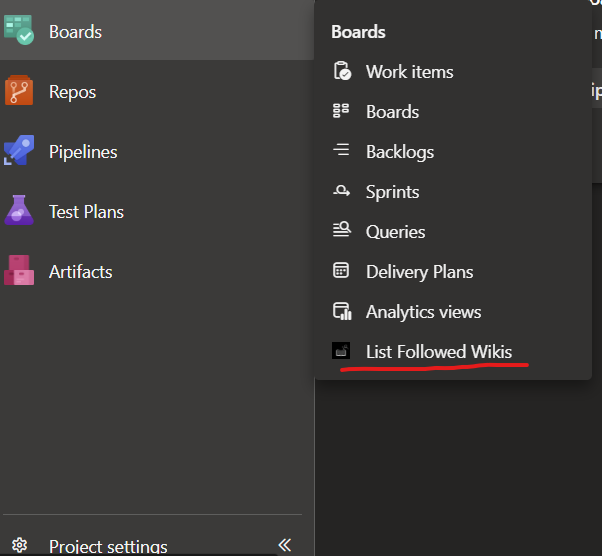 Boards
Repos
Pipelines
Test Plans
Artifacts
Project settings
Boards
Work items
Boards
Backlogs
Sprints
Queries
Delivery Plans
Analytics views
List Followed Wikis